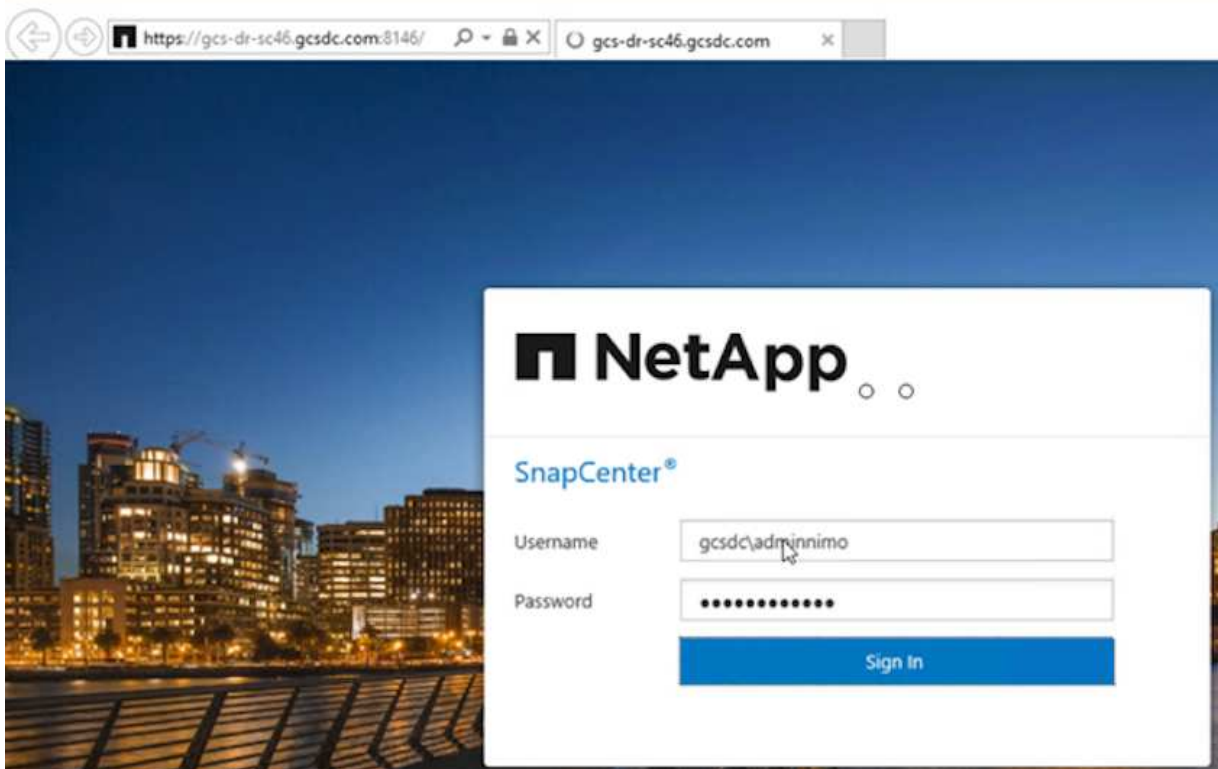 https://gcs-dr-sc46.gcsdc.com:8146/
gcs-dr-sc46.gcsdc.com
NetApp
SnapCenter®
Username
gcsdc\adminnimo
Password
••••••••••••
Sign In